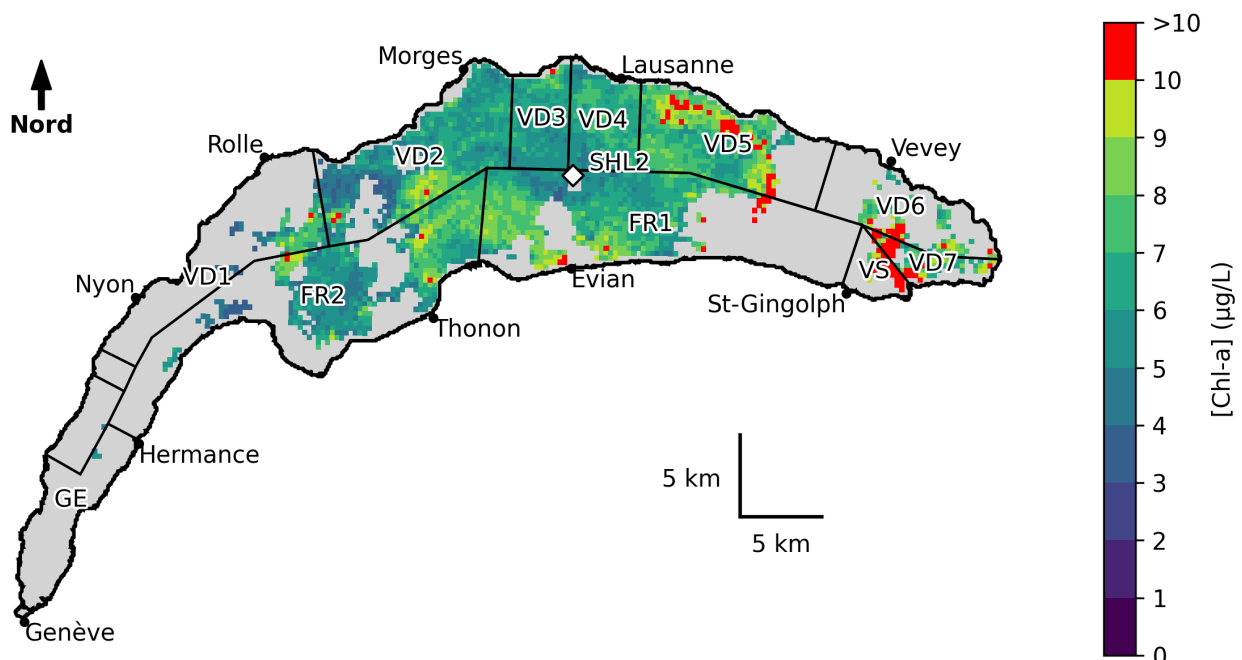 Nord
Morges
Lausanne
VD3
VD4
Rolle
VD2
SHL2
VD5
Vevey
VD6
FR1
Nyon
VD1
FR2
Evian
VS
VD7
St-Gingolph
Thonon
Hermance
GE
Genève
5 km
5 km
>10
10
9
8
7
6
5
4
3
2
1
0
[Chl-a] (µg/L)